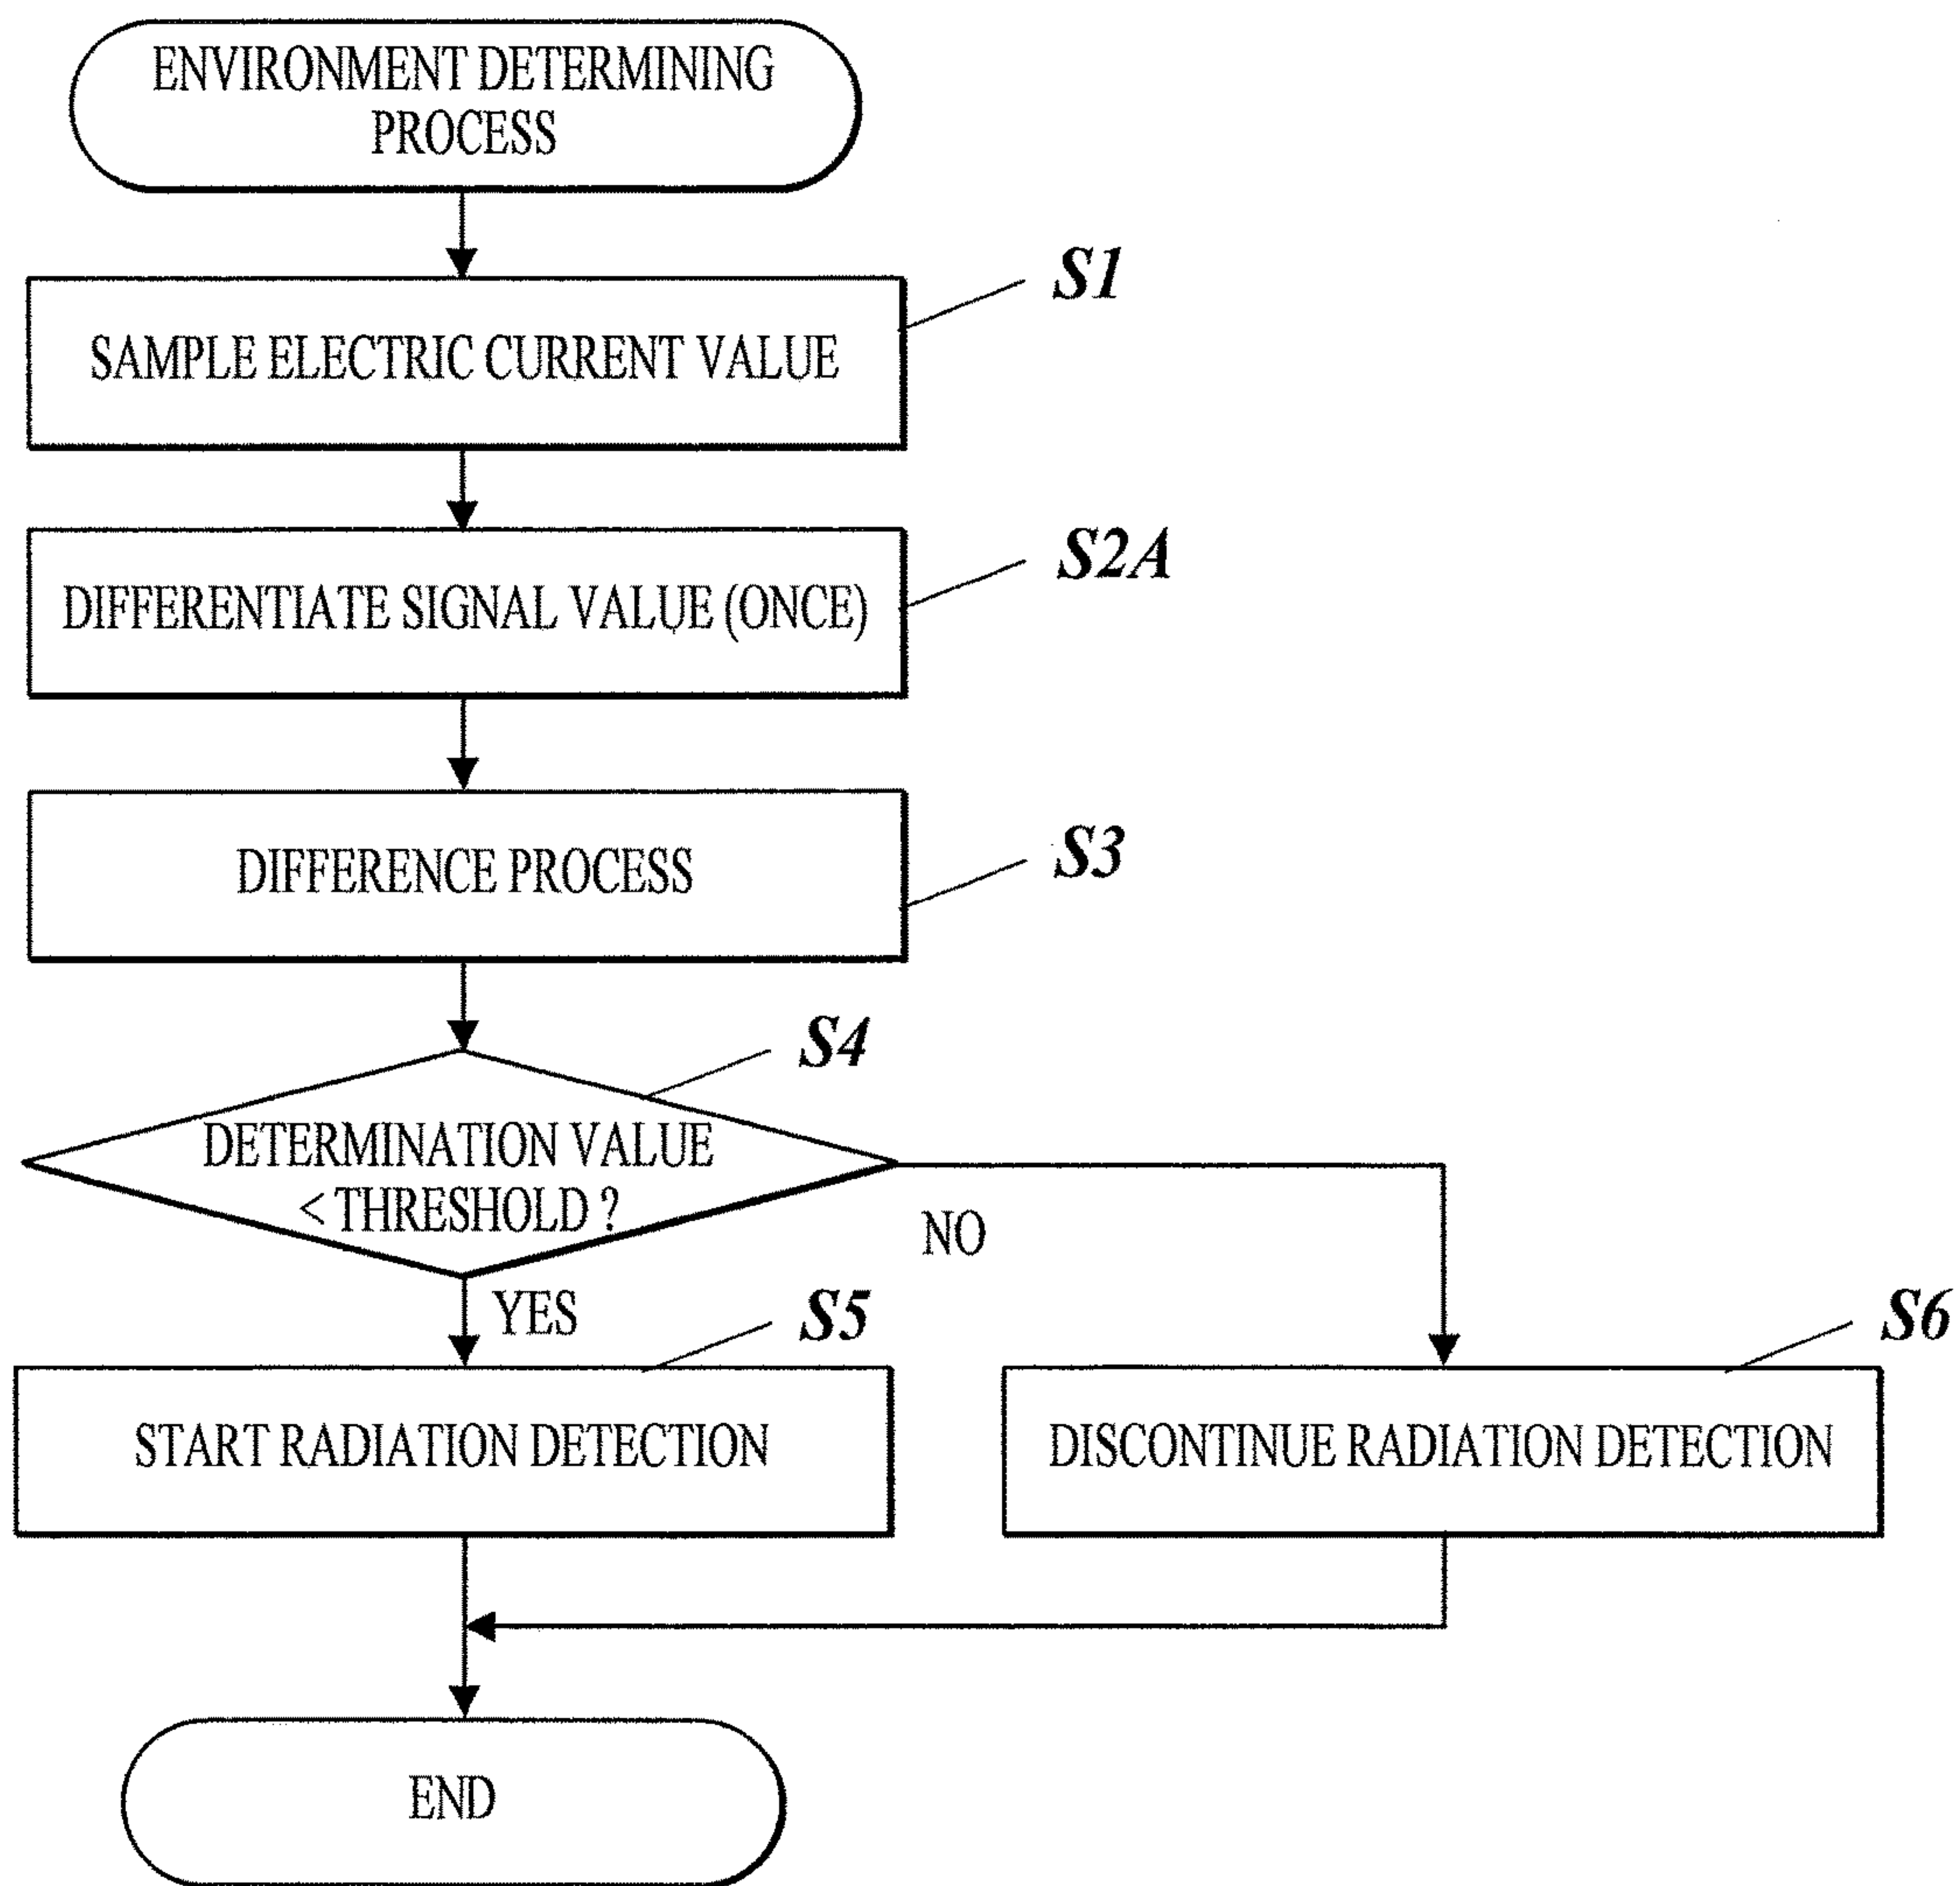 ENVIRONMENT DETERMINING
PROCESS
S1
SAMPLE ELECTRIC CURRENT VALUE
S2A
DIFFERENTIATE SIGNAL VALUE (ONCE)
S3
DIFFERENCE PROCESS
S4
DETERMINATION VALUE
< THRESHOLD ?
NO
YES
S5
S6
START RADIATION DETECTION
DISCONTINUE RADIATION DETECTION
END